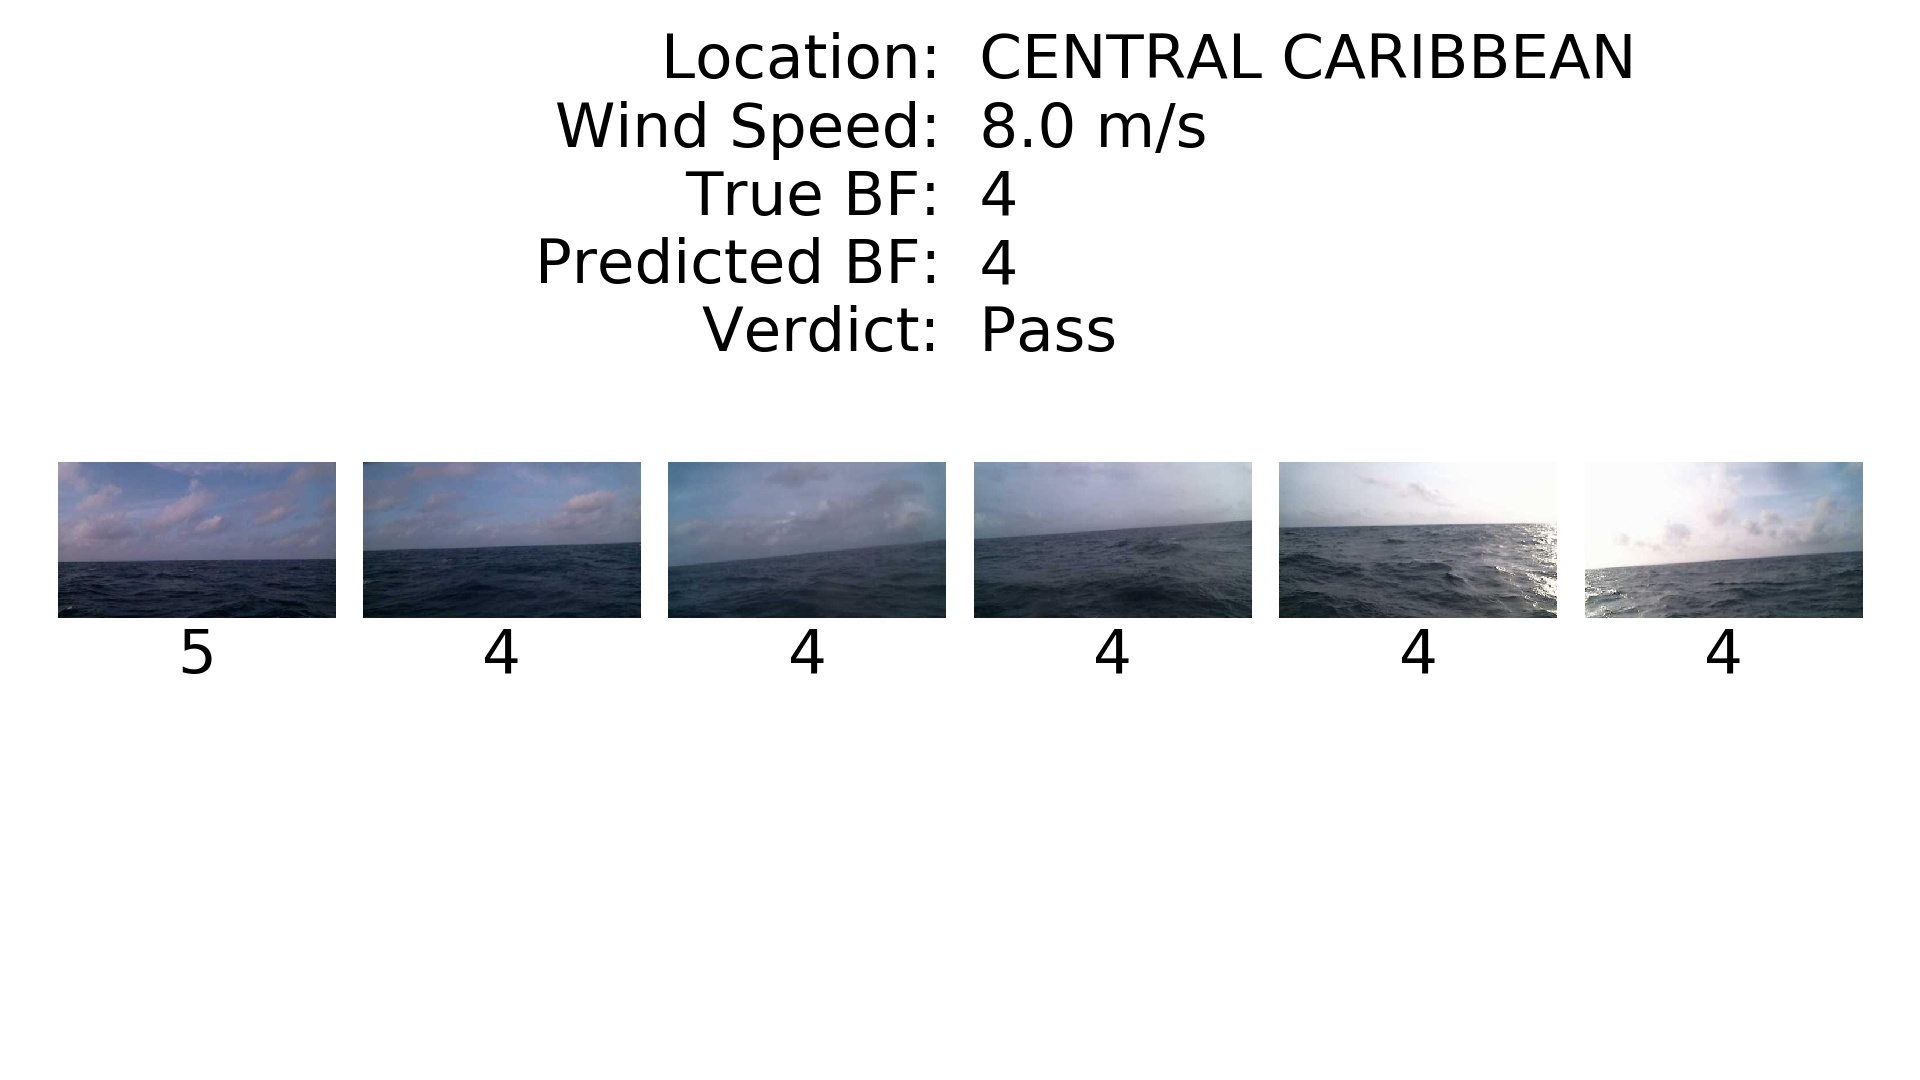 Location: CENTRAL CARIBBEAN
Wind Speed: 8.0 m/s
True BF: 4
Predicted BF: 4
Verdict: Pass
5 4 4 4 4 4